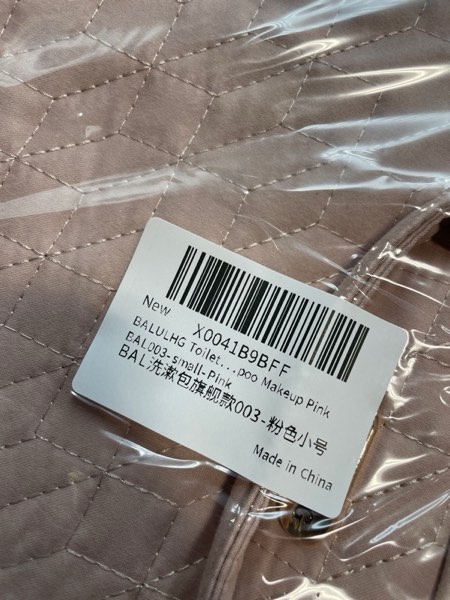 X0041B9BFF
New
BALULHG Toilet...poo Makeup Pink
BAL003-small-Pink
BAL洗漱包旗舰款003-粉色小号
Made in China